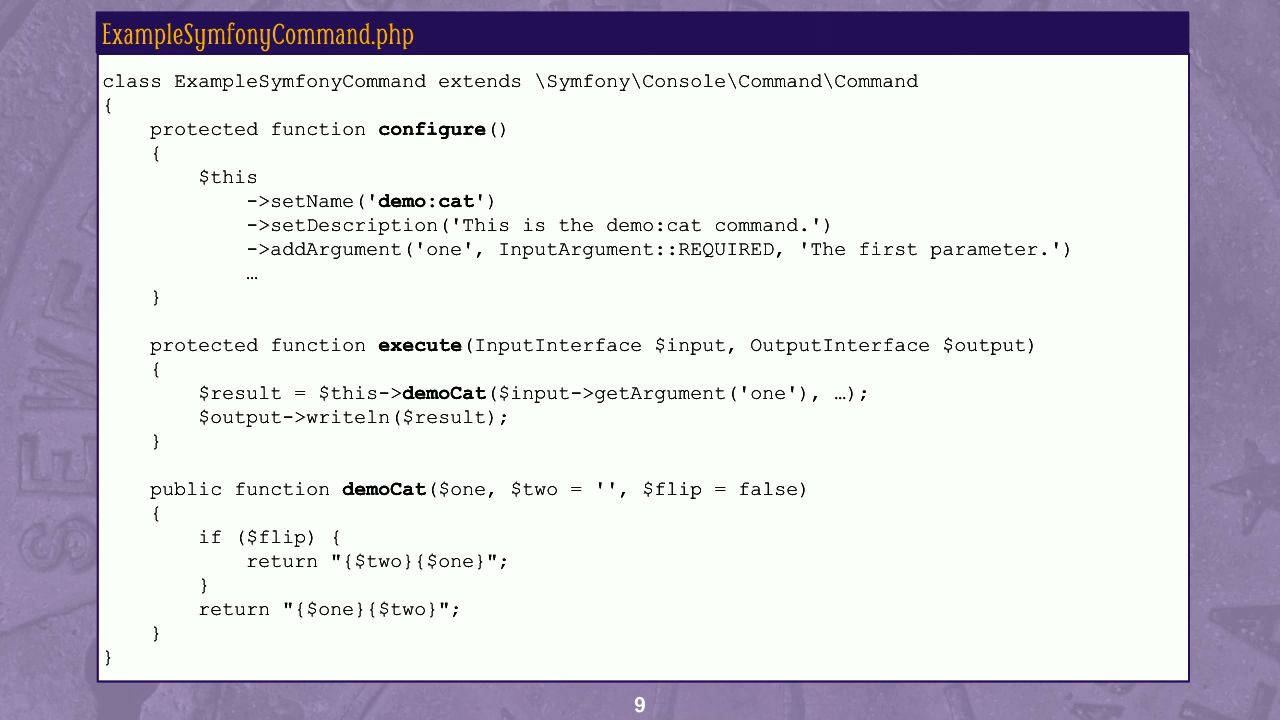 ExampleSymfonyCommand.php
class ExampleSymfonyCommand extends \Symfony\Console\Command\Command
{
    protected function configure()
    {
        $this
            ->setName('demo:cat')
            ->setDescription('This is the demo:cat command.')
            ->addArgument('one', InputArgument::REQUIRED, 'The first parameter.')
            …
    }

    protected function execute(InputInterface $input, OutputInterface $output)
    {
        $result = $this->demoCat($input->getArgument('one'), …);
        $output->writeln($result);
    }

    public function demoCat($one, $two = '', $flip = false)
    {
        if ($flip) {
            return "{$two}{$one}";
        }
        return "{$one}{$two}";
    }
}
9